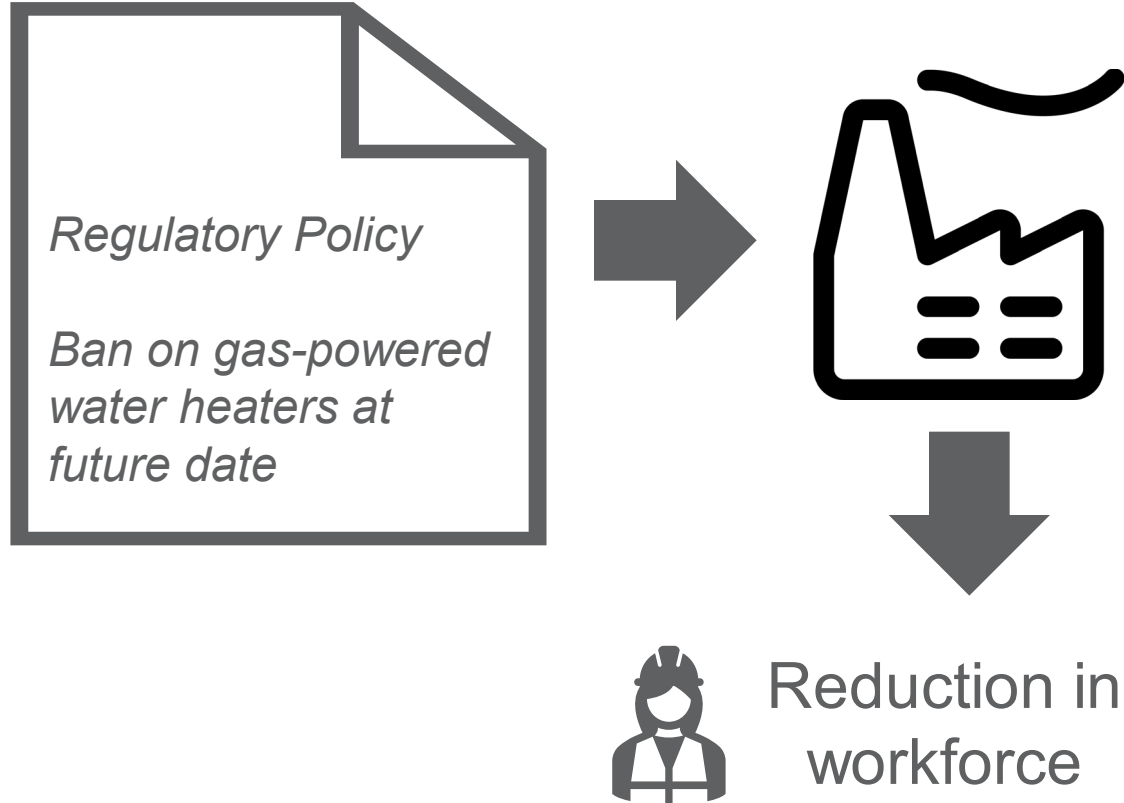 Regulatory Policy
Ban on gas-powered
water heaters at
future date
Reduction in
workforce